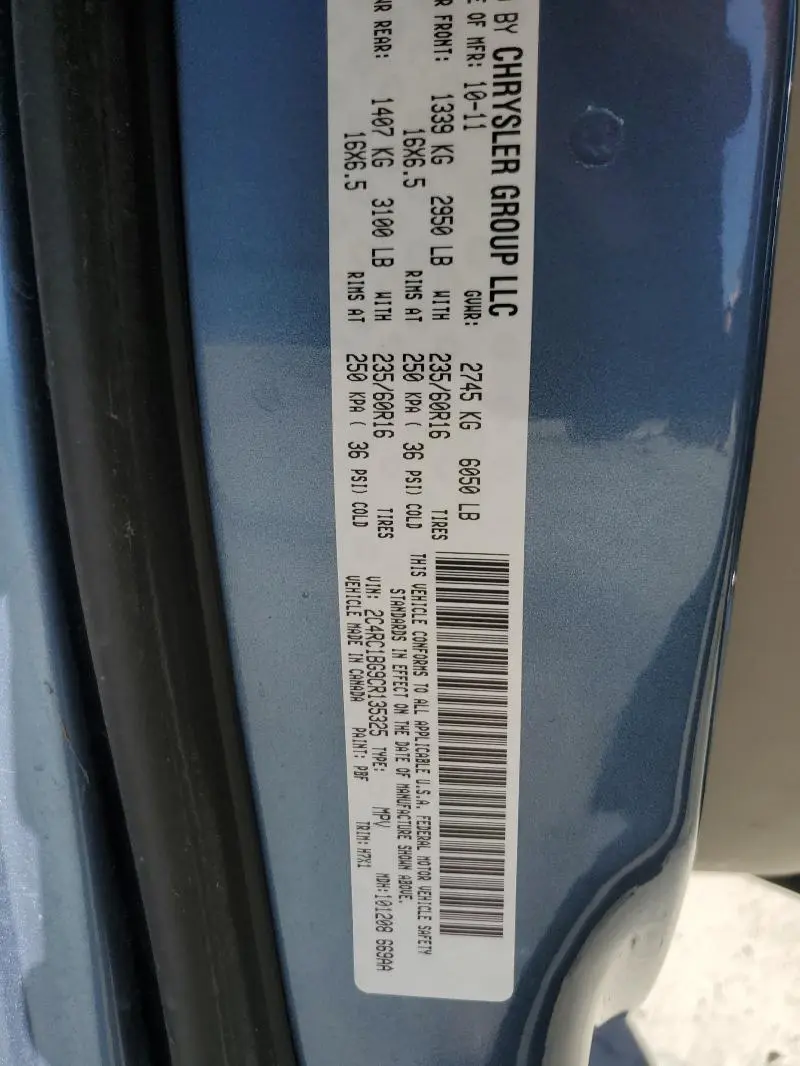 D BY CHRYSLER GROUP LLC
E OF MFR: 10-11 GVWR: 2745 KG 6050 LB
R FRONT: 1339 KG 2950 LB WITH 235/60R16 TIRES
16X6.5 RIMS AT 250 KPA ( 36 PSI) COLD
WR REAR: 1407 KG 3100 LB WITH 235/60R16 TIRES
16X6.5 RIMS AT 250 KPA ( 36 PSI) COLD
THIS VEHICLE CONFORMS TO ALL APPLICABLE U.S.A. FEDERAL MOTOR VEHICLE SAFETY
STANDARDS IN EFFECT ON THE DATE OF MANUFACTURE SHOWN ABOVE.
VIN: 2C4RC1BG9CR135325 TYPE: MPV MDH:101208 669AA
VEHICLE MADE IN CANADA PAINT: PBF TRIM:H7X1